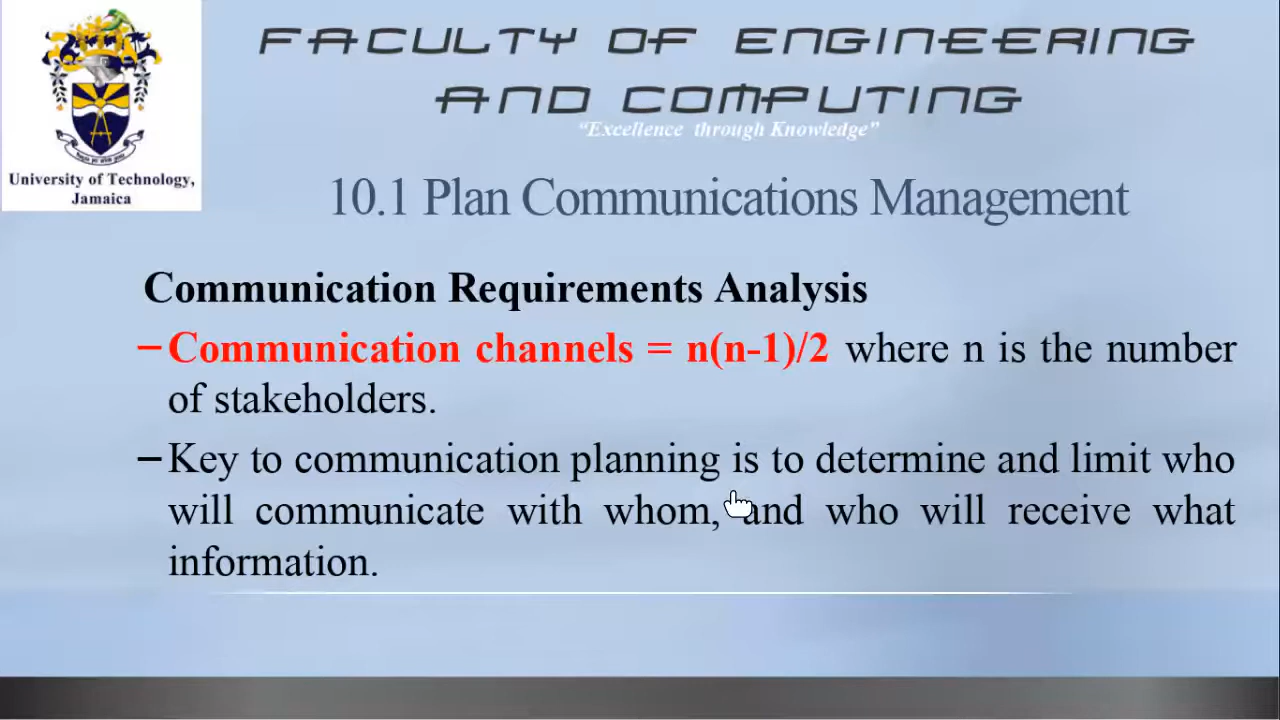 FACULTY OF ENGINEERING
AND COMPUTING
“Excellence through Knowledge”
University of Technology,
Jamaica
10.1 Plan Communications Management
Communication Requirements Analysis
–Communication channels = n(n-1)/2 where n is the number
of stakeholders.
–Key to communication planning is to determine and limit who
will communicate with whom, and who will receive what
information.